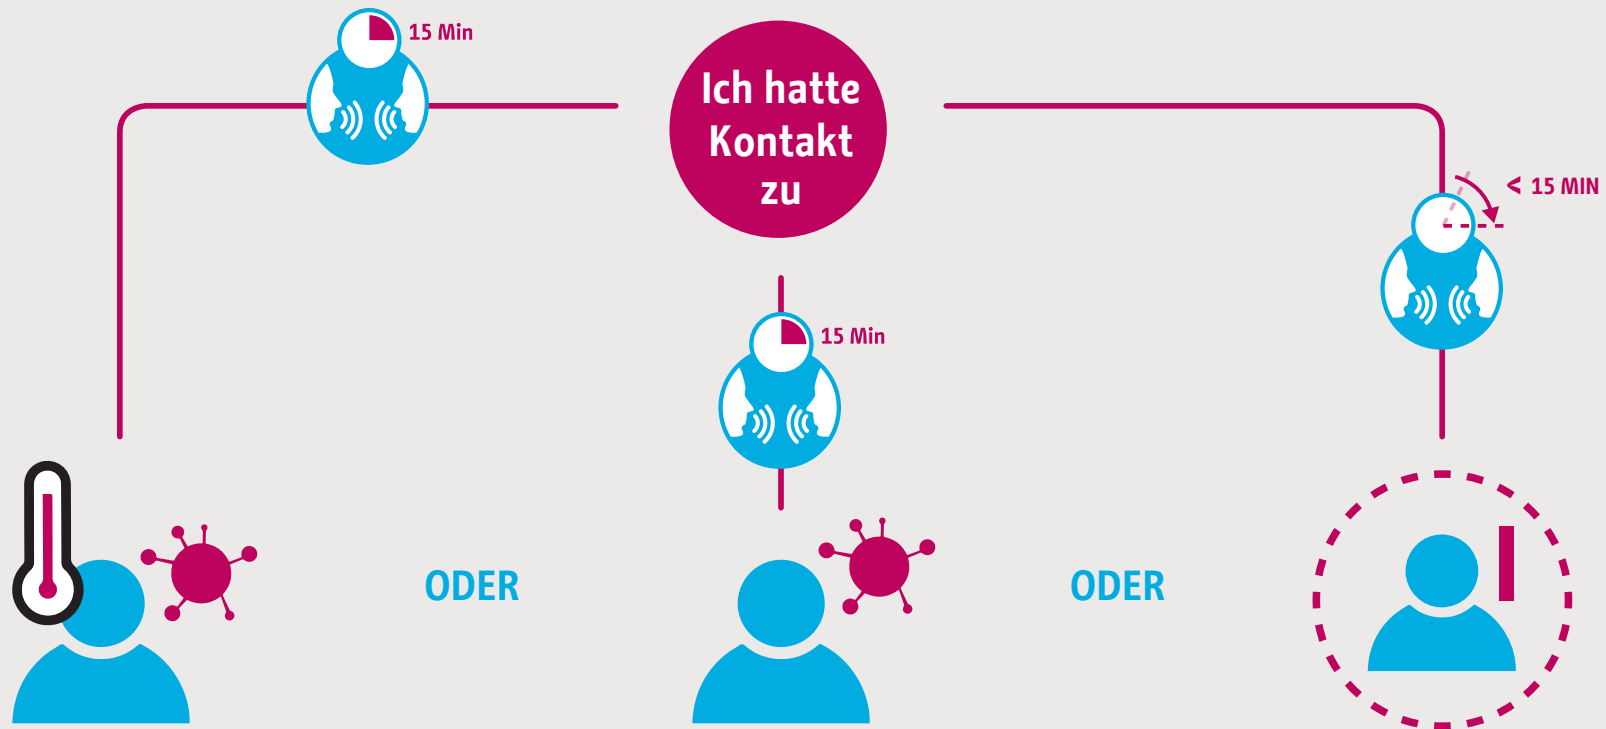 15 Min
Ich hatte
Kontakt
zu
< 15 MIN
15 Min
ODER
ODER